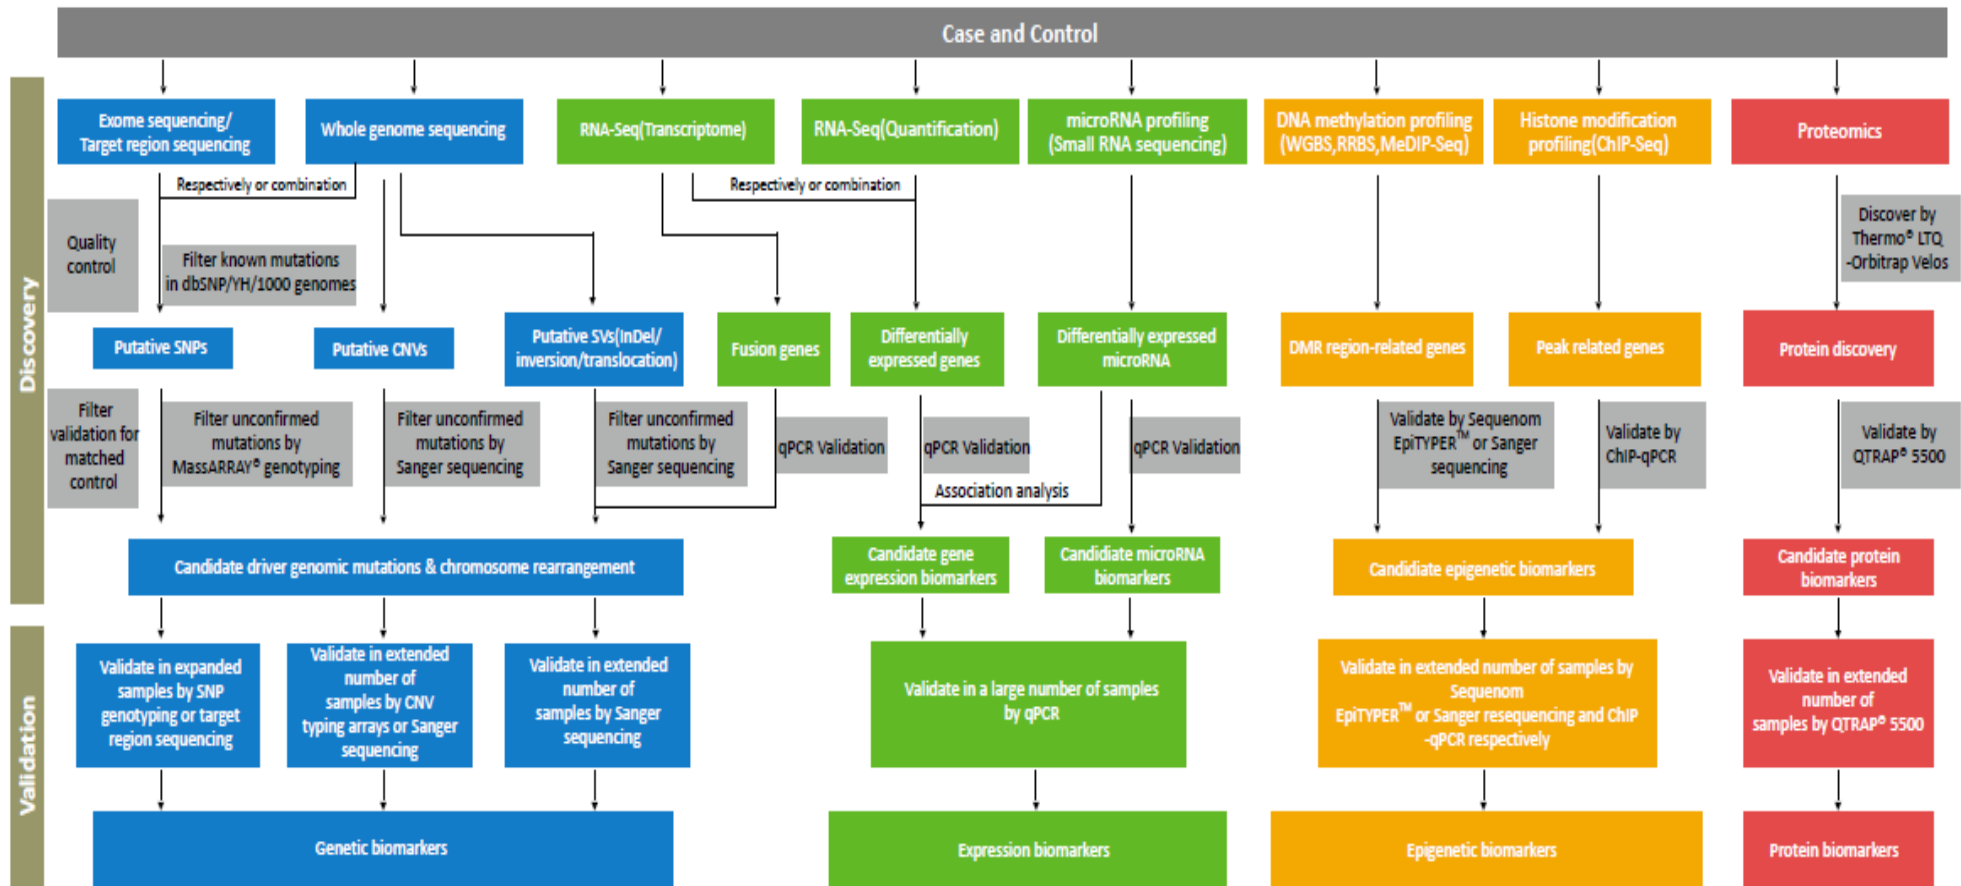 Case and Control
Discovery
Exome sequencing/
Target region sequencing
Whole genome sequencing
RNA-Seq(Transcriptome)
RNA-Seq(Quantification)
microRNA profiling
(Small RNA sequencing)
DNA methylation profiling
(WGBS,RRBS,MeDIP-Seq)
Histone modification
profiling(ChIP-Seq)
Proteomics
Respectively or combination
Respectively or combination
Quality
control
Filter known mutations
in dbSNP/YH/1000 genomes
Discover by
Thermo® LTQ
-Orbitrap Velos
Putative SNPs
Putative CNVs
Putative SVs(InDel/
inversion/translocation)
Fusion genes
Differentially
expressed genes
Differentially expressed
microRNA
DMR region-related genes
Peak related genes
Protein discovery
Filter
validation for
matched
control
Filter unconfirmed
mutations by
MassARRAY® genotyping
Filter unconfirmed
mutations by
Sanger sequencing
Filter unconfirmed
mutations by
Sanger sequencing
qPCR Validation
qPCR Validation
qPCR Validation
Validate by Sequenom
EpiTYPER™ or Sanger
sequencing
Validate by
ChIP-qPCR
Validate by
QTRAP® 5500
Association analysis
Candidate driver genomic mutations & chromosome rearrangement
Candidate gene
expression biomarkers
Candidiate microRNA
biomarkers
Candidiate epigenetic biomarkers
Candidate protein
biomarkers
Validation
Validate in expanded
samples by SNP
genotyping or target
region sequencing
Validate in extended
number of
samples by CNV
typing arrays or Sanger
sequencing
Validate in extended
number of
samples by Sanger
sequencing
Validate in a large number of samples
by qPCR
Validate in extended number of samples by
Sequenom
EpiTYPER™ or Sanger resequencing and ChIP
-qPCR respectively
Validate in extended
number of
samples by QTRAP® 5500
Genetic biomarkers
Expression biomarkers
Epigenetic biomarkers
Protein biomarkers